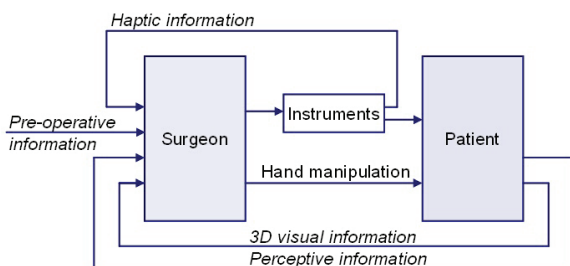 Haptic information
Instruments
Pre-operative
information
Surgeon
Patient
Hand manipulation
3D visual information
Perceptive information